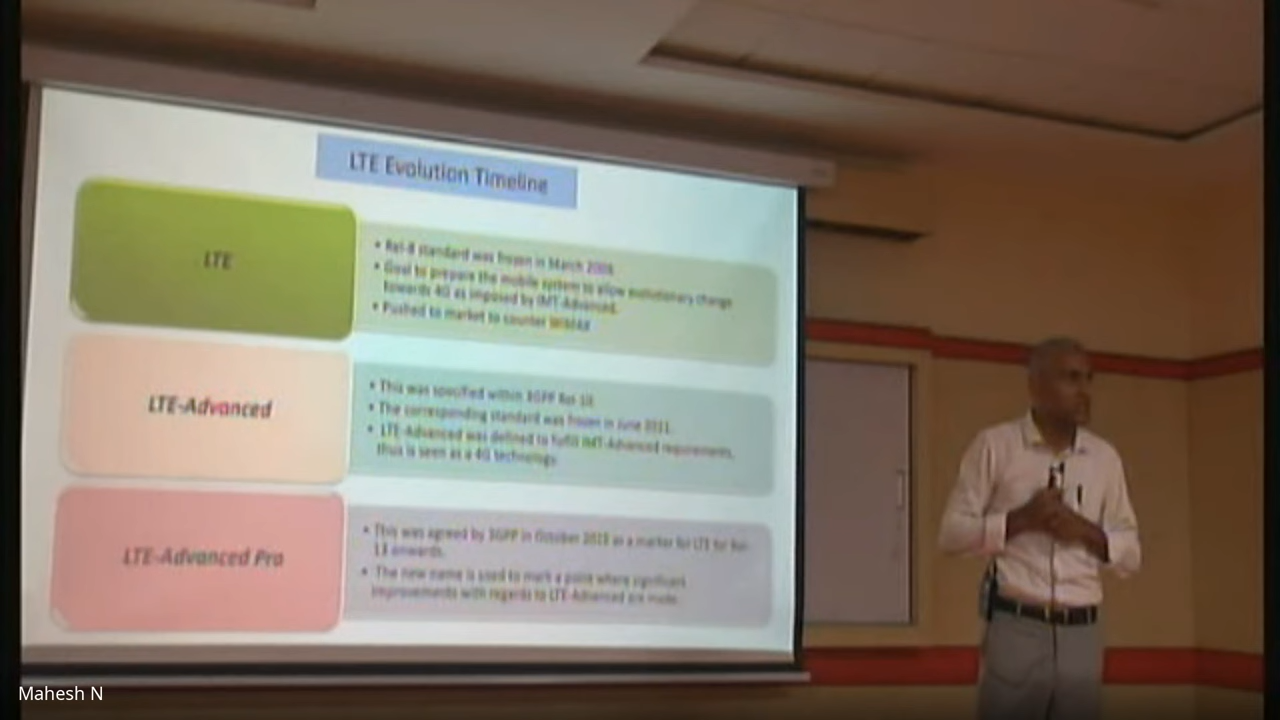 LTE Evolution Timeline
LTE
• Rel-8 standard was frozen in March
• Goal to prepare the mobile system to allow evolutionary change
towards 4G as imposed by IMT-Advanced.
• Pushed to market to counter WiMAX
LTE-Advanced
• This was specified within 3GPP Rel-10.
• The corresponding standard was frozen in June 2011.
• LTE-Advanced was defined to fulfill IMT-Advanced requirements,
thus is seen as a 4G technology.
LTE-Advanced Pro
• This was agreed by 3GPP in October as a marker for LTE for Rel-
13 onwards.
• The new name is used to mark a point where significant
improvements with regards to LTE-Advanced are made.
Mahesh N